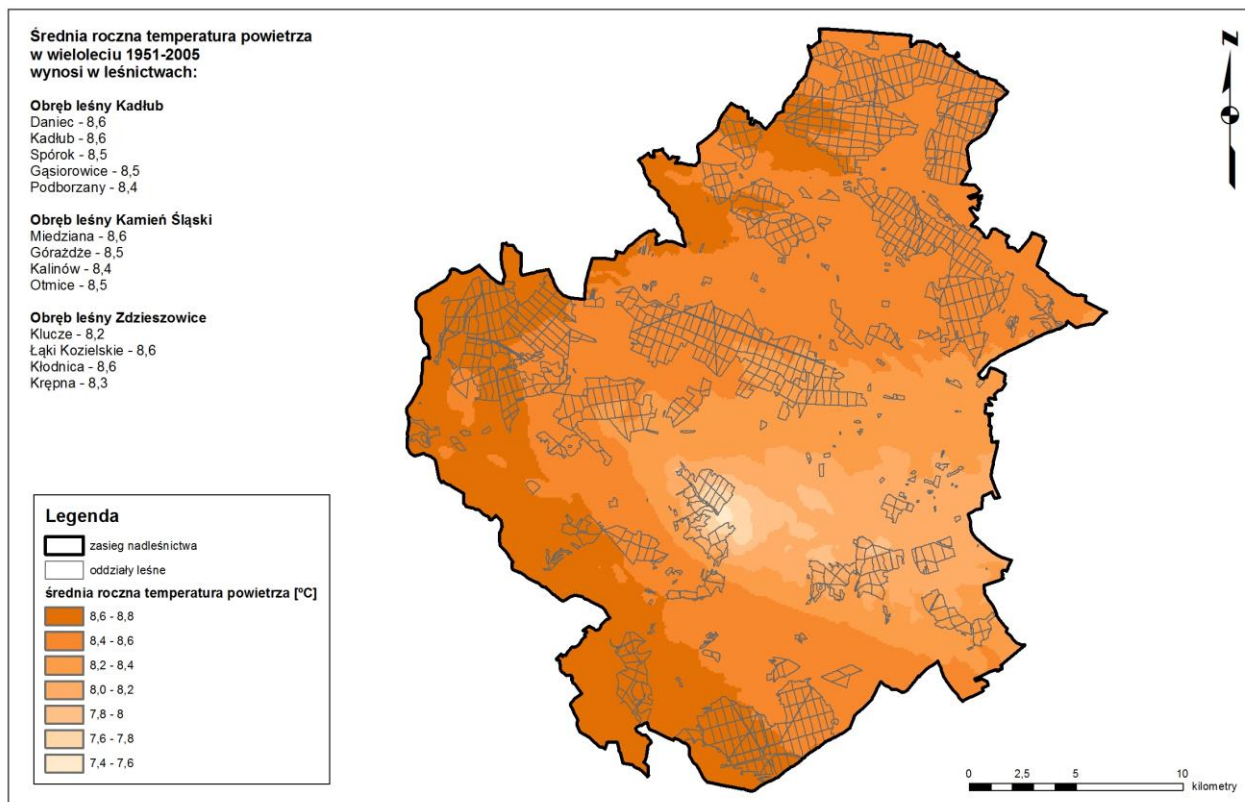 Średnia roczna temperatura powietrza
w wieloleciu 1951-2005
wynosi w leśnictwach:
Obręb leśny Kadłub
Daniec - 8,6
Kadłub - 8,6
Spórok - 8,5
Gąsiorowice - 8,5
Podborzany - 8,4
Obręb leśny Kamień Śląski
Miedziana - 8,6
Górażdże - 8,5
Kalinów - 8,4
Otmice - 8,5
Obręb leśny Zdzieszowice
Klucze - 8,2
Łąki Kozielskie - 8,6
Kłodnica - 8,6
Krępna - 8,3
Legenda
zasięg nadleśnictwa
oddziały leśne
średnia roczna temperatura powietrza [°C]
8,6 - 8,8
8,4 - 8,6
8,2 - 8,4
8,0 - 8,2
7,8 - 8
7,6 - 7,8
7,4 - 7,6
N
0 2,5 5 10
kilometry